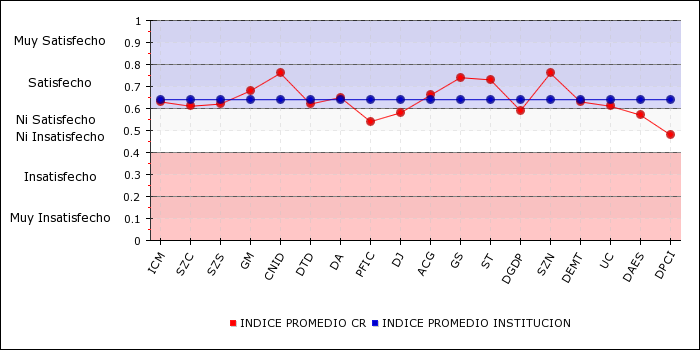 1
0.9
0.8
0.7
0.6
0.5
0.4
0.3
0.2
0.1
0
Muy Satisfecho
Satisfecho
Ni Satisfecho
Ni Insatisfecho
Insatisfecho
Muy Insatisfecho
ICM
SZC
SZS
GM
CNID
DTD
DA
PFIC
DJ
ACG
GS
ST
DGDP
SZN
DEMT
UC
DAES
DPCI
INDICE PROMEDIO CR INDICE PROMEDIO INSTITUCION